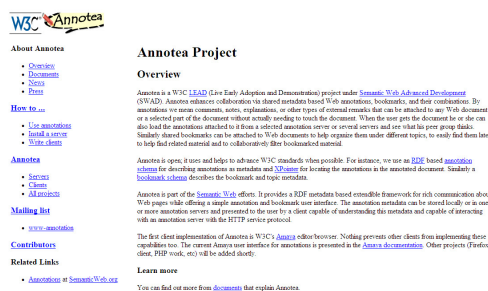 W3C Annotea
About Annotea
Overview
Documents
News
Press
How to ...
Use annotations
Install a server
Write clients
Annotea
Servers
Clients
All projects
Mailing list
www-annotation
Contributors
Related Links
Annotations at SemanticWeb.org
Annotea Project
Overview
Annotea is a W3C LEAD (Live Early Adoption and Demonstration) project under Semantic Web Advanced Development
(SWAD). Annotea enhances collaboration via shared metadata based Web annotations, bookmarks, and their combinations. By
annotations we mean comments, notes, explanations, or other types of external remarks that can be attached to any Web document
or a selected part of the document without actually needing to touch the document. When the user gets the document he or she can
also load the annotations attached to it from a selected annotation server or several servers and see what his peer group thinks.
Similarly shared bookmarks can be attached to Web documents to help organize them under different topics, to easily find them late
to help find related material and to collaboratively filter bookmarked material.
Annotea is open; it uses and helps to advance W3C standards when possible. For instance, we use an RDF based annotation
schema for describing annotations as metadata and XPointer for locating the annotations in the annotated document. Similarly a
bookmark schema describes the bookmark and topic metadata.
Annotea is part of the Semantic Web efforts. It provides a RDF metadata based extendible framework for rich communication abou
Web pages while offering a simple annotation and bookmark user interface. The annotation metadata can be stored locally or in one
or more annotation servers and presented to the user by a client capable of understanding this metadata and capable of interacting
with an annotation server with the HTTP service protocol.
The first client implementation of Annotea is W3C's Amaya editor/browser. Nothing prevents other clients from implementing these
capabilities too. The current Amaya user interface for annotations is presented in the Amaya documentation. Other projects (Firefox
client, PHP work, etc) will be added shortly.
Learn more
You can find out more from documents that explain Annotea.